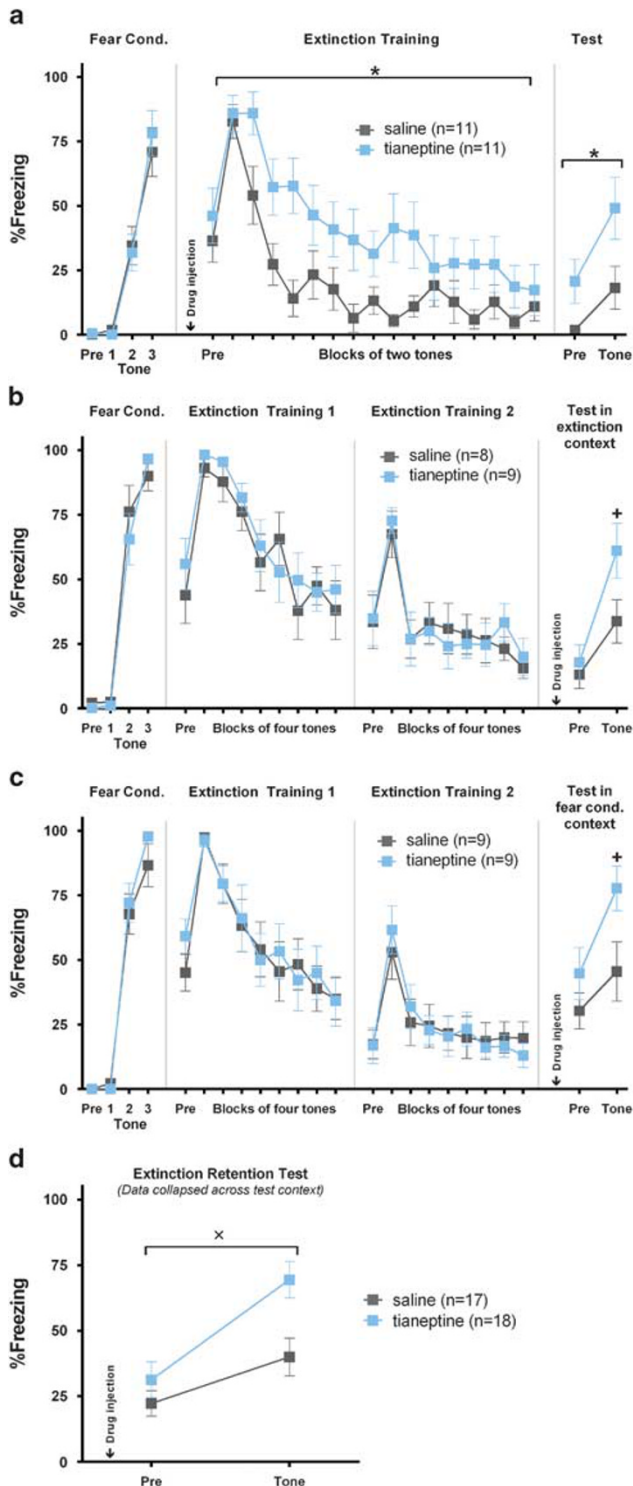 a
Fear Cond. Extinction Training Test
100
75
50
25
0
%Freezing
* *
saline (n=11)
tianeptine (n=11)
Drug injection
Pre 1 2 3 Pre Blocks of two tones Pre Tone
Tone
b
Fear Cond. Extinction Training 1 Extinction Training 2 Test in
extinction
context
100
75
50
25
0
%Freezing
saline (n=8)
tianeptine (n=9)
+
Drug injection
Pre 1 2 3 Pre Blocks of four tones Pre Blocks of four tones Pre Tone
Tone
c
Fear Cond. Extinction Training 1 Extinction Training 2 Test in
fear cond.
context
100
75
50
25
0
%Freezing
saline (n=9)
tianeptine (n=9)
+
Drug injection
Pre 1 2 3 Pre Blocks of four tones Pre Blocks of four tones Pre Tone
Tone
d
Extinction Retention Test
(Data collapsed across test context)
100
75
50
25
0
%Freezing
×
saline (n=17)
tianeptine (n=18)
Drug injection
Pre Tone